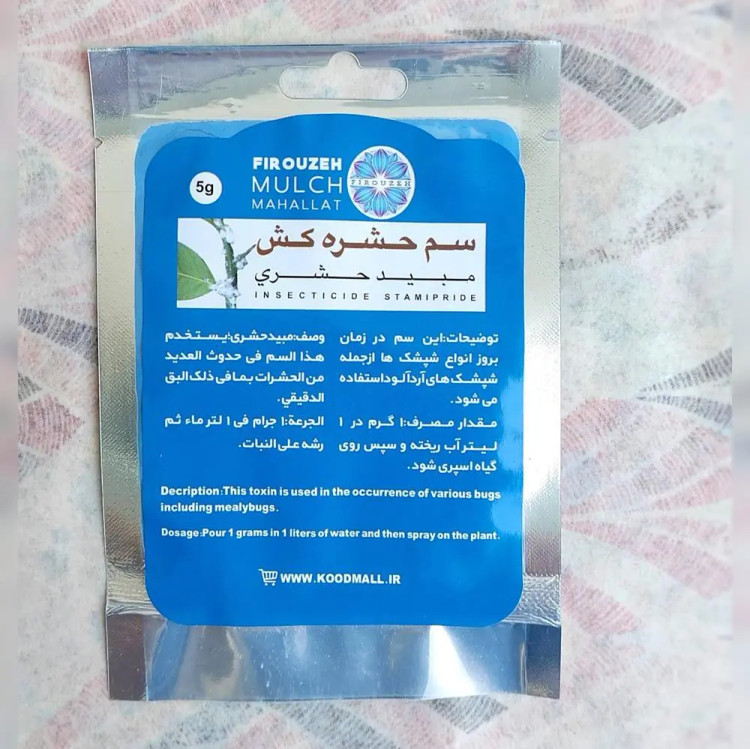 FIROUZEH
MULCH
MAHALLAT
FIROUZEH
5g
سم حشره کش
مبيد حشري
INSECTICIDE STAMIPRIDE
توضیحات:این سم در زمان
بروز انواع شپشک ها ازجمله
شپشک های آردآلود استفاده
می شود.
مقدار مصرف:۱ گرم در ۱
لیتر آب ریخته و سپس روی
گیاه اسپری شود.
وصف:مبيدحشري؛يستخدم
هذا السم في حدوث العديد
من الحشرات بما في ذلك البق
الدقيقي.
الجرعة:۱ جرام في ۱ لتر ماء ثم
رشه على النبات.
Decription:This toxin is used in the occurrence of various bugs
including mealybugs.
Dosage:Pour 1 grams in 1 liters of water and then spray on the plant.
WWW.KOODMALL.IR